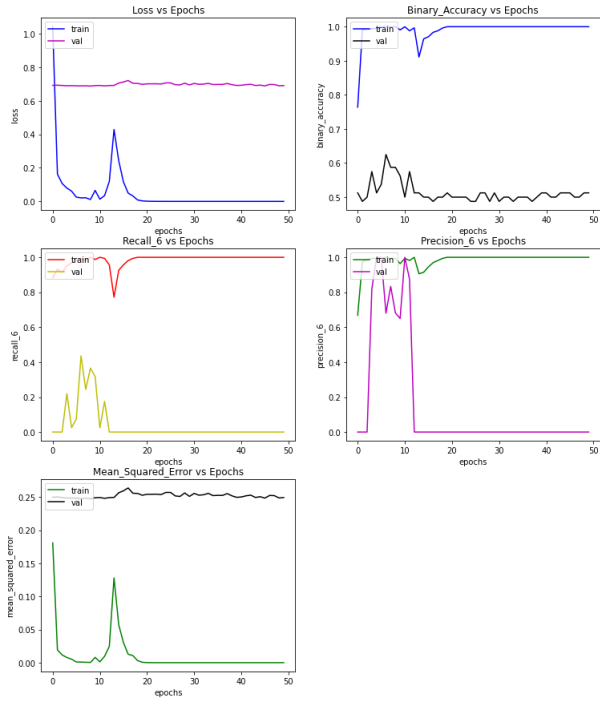 Loss vs Epochs
1.0
0.8
0.6
0.4
0.2
0.0
loss
train
val
0
10
20
30
40
50
epochs
Binary_Accuracy vs epochs
1.0
0.9
0.8
0.7
0.6
0.5
binary_accuracy
train
val
0
10
20
30
40
50
epochs
Recall_6 vs Epochs
1.0
0.8
0.6
0.4
0.2
0.0
recall_6
train
val
0
10
20
30
40
50
epochs
Precision_6 vs Epochs
1.0
0.8
0.6
0.4
0.2
0.0
precision_6
train
val
0
10
20
30
40
50
epochs
Mean_Squared_Error vs Epochs
0.25
0.20
0.15
0.10
0.05
0.00
mean_squared_error
train
val
0
10
20
30
40
50
epochs